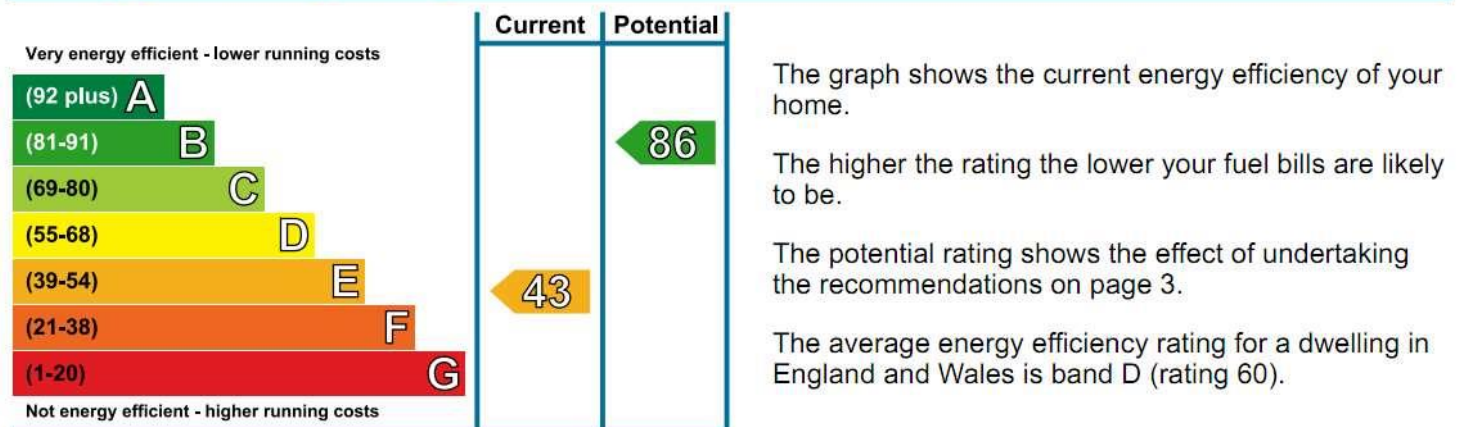 Current Potential
Very energy efficient - lower running costs
(92 plus) A
(81-91) B
86
(69-80) C
(55-68) D
(39-54) E
43
(21-38) F
(1-20) G
Not energy efficient - higher running costs
The graph shows the current energy efficiency of your
home.
The higher the rating the lower your fuel bills are likely
to be.
The potential rating shows the effect of undertaking
the recommendations on page 3.
The average energy efficiency rating for a dwelling in
England and Wales is band D (rating 60).